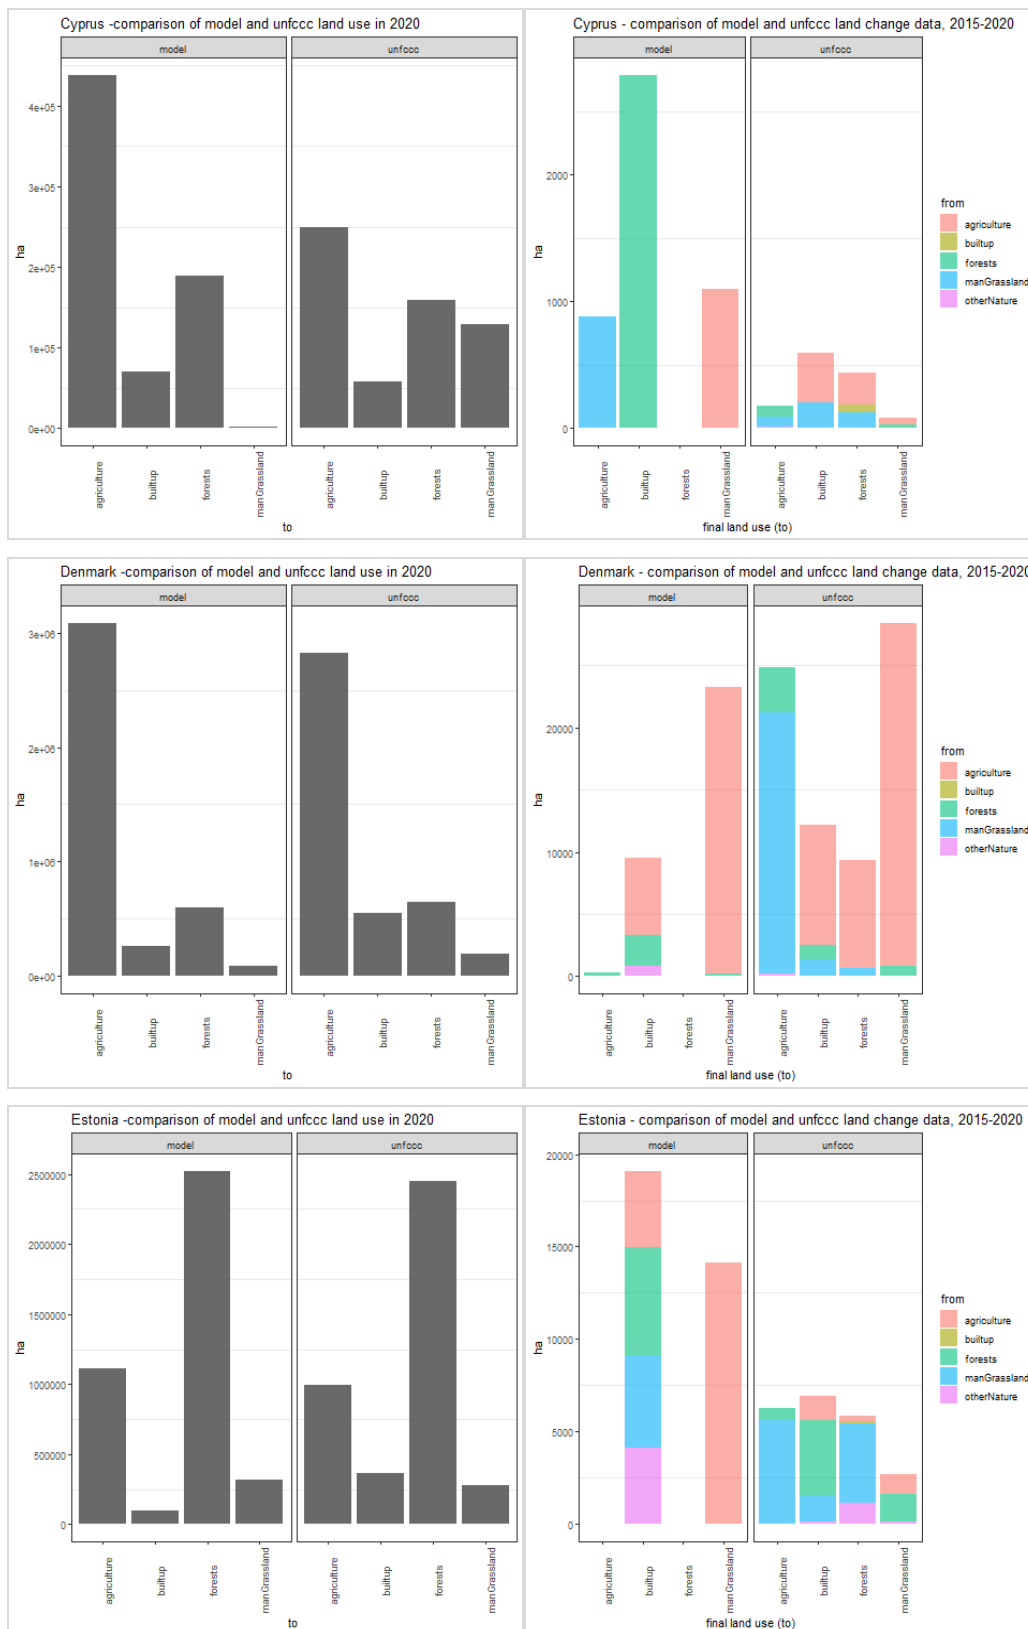 Cyprus -comparison of model and unfccc land use in 2020
model
unfccc
4e+05
3e+05
2e+05
1e+05
0e+00
ha
agriculture
builtup
forests
manGrassland
agriculture
builtup
forests
manGrassland
to
Cyprus - comparison of model and unfccc land change data, 2015-2020
model
unfccc
2000
1000
0
ha
agriculture
builtup
forests
manGrassland
agriculture
builtup
forests
manGrassland
final land use (to)
from
agriculture
builtup
forests
manGrassland
otherNature
Denmark -comparison of model and unfccc land use in 2020
model
unfccc
3e+06
2e+06
1e+06
0e+00
ha
agriculture
builtup
forests
manGrassland
agriculture
builtup
forests
manGrassland
to
Denmark - comparison of model and unfccc land change data, 2015-2020
model
unfccc
20000
10000
0
ha
agriculture
builtup
forests
manGrassland
agriculture
builtup
forests
manGrassland
final land use (to)
from
agriculture
builtup
forests
manGrassland
otherNature
Estonia -comparison of model and unfccc land use in 2020
model
unfccc
2500000
2000000
1500000
1000000
500000
0
ha
agriculture
builtup
forests
manGrassland
agriculture
builtup
forests
manGrassland
to
Estonia - comparison of model and unfccc land change data, 2015-2020
model
unfccc
20000
15000
10000
5000
0
ha
agriculture
builtup
forests
manGrassland
agriculture
builtup
forests
manGrassland
final land use (to)
from
agriculture
builtup
forests
manGrassland
otherNature